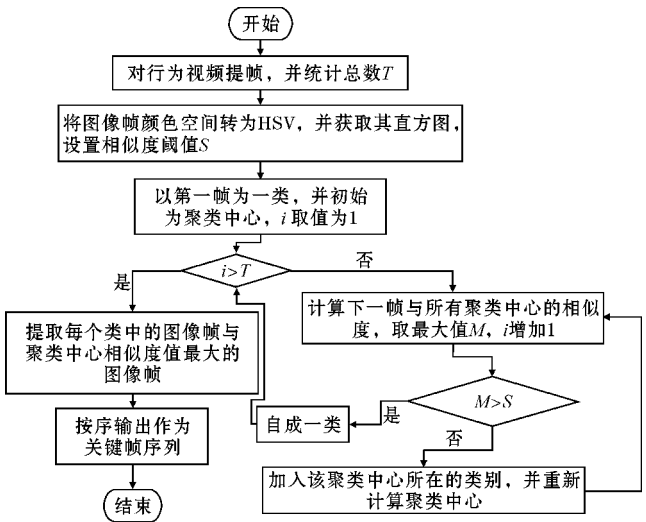 开始
对行为视频提帧，并统计总数T
将图像帧颜色空间转为HSV，并获取其直方图，
设置相似度阈值S
以第一帧为一类，并初始
为聚类中心，i取值为1
i>T
是
否
提取每个类中的图像帧与
聚类中心相似度值最大的
图像帧
计算下一帧与所有聚类中心的相似
度，取最大值M，i增加1
M>S
是
自成一类
否
按序输出作为
关键帧序列
加入该聚类中心所在的类别，并重新
计算聚类中心
结束